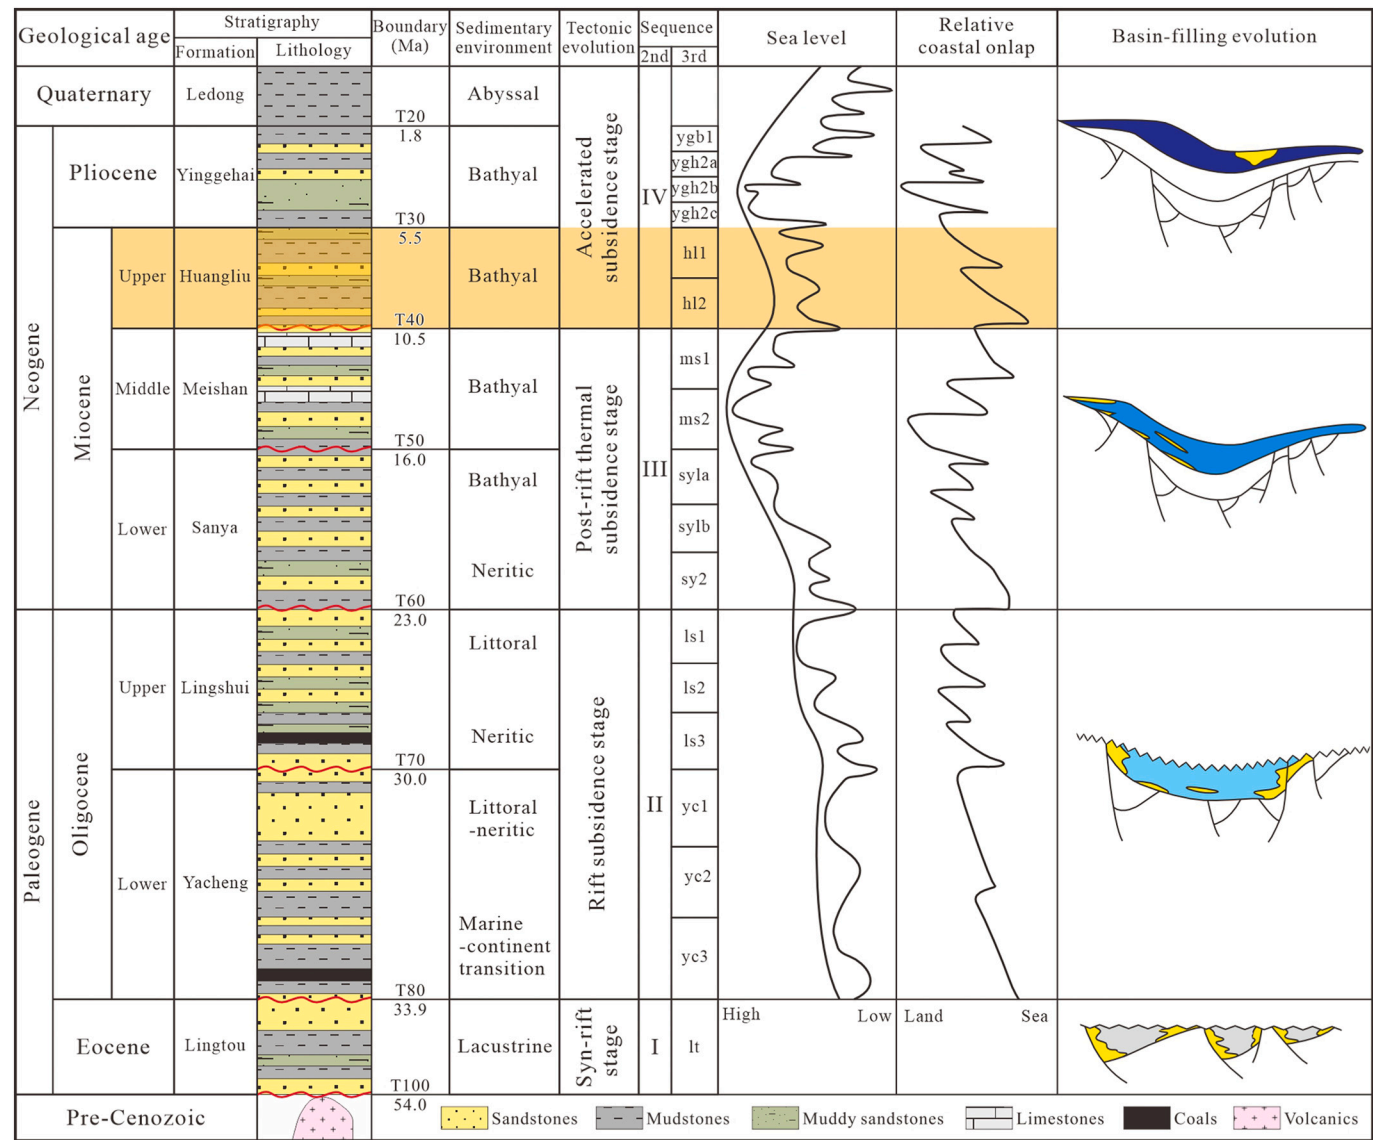 Geological age
Stratigraphy
Formation
Lithology
Boundary
(Ma)
Sedimentary
environment
Tectonic
evolution
Sequence
2nd
3rd
Sea level
Relative
coastal onlap
Basin-filling evolution
Quaternary
Ledong
T20
1.8
Abyssal
Neogene
Pliocene
Yinggehai
T30
5.5
Bathyal
Accelerated
subsidence stage
IV
ygb1
ygh2a
ygh2b
ygh2c
Miocene
Upper
Huangliu
T40
10.5
Bathyal
hl1
hl2
Middle
Meishan
T50
16.0
Bathyal
Post-rift thermal
subsidence stage
III
ms1
ms2
Lower
Sanya
T60
23.0
Bathyal
Neritic
syla
sylb
sy2
Paleogene
Oligocene
Upper
Lingshui
T70
30.0
Littoral
Neritic
Rift subsidence stage
II
ls1
ls2
ls3
Lower
Yacheng
T80
33.9
Littoral
-neritic
Marine
-continent
transition
yc1
yc2
yc3
High
Low
Land
Sea
Eocene
Lingtou
T100
54.0
Lacustrine
Syn-rift
stage
I
lt
Pre-Cenozoic
Sandstones
Mudstones
Muddy sandstones
Limestones
Coals
Volcanics